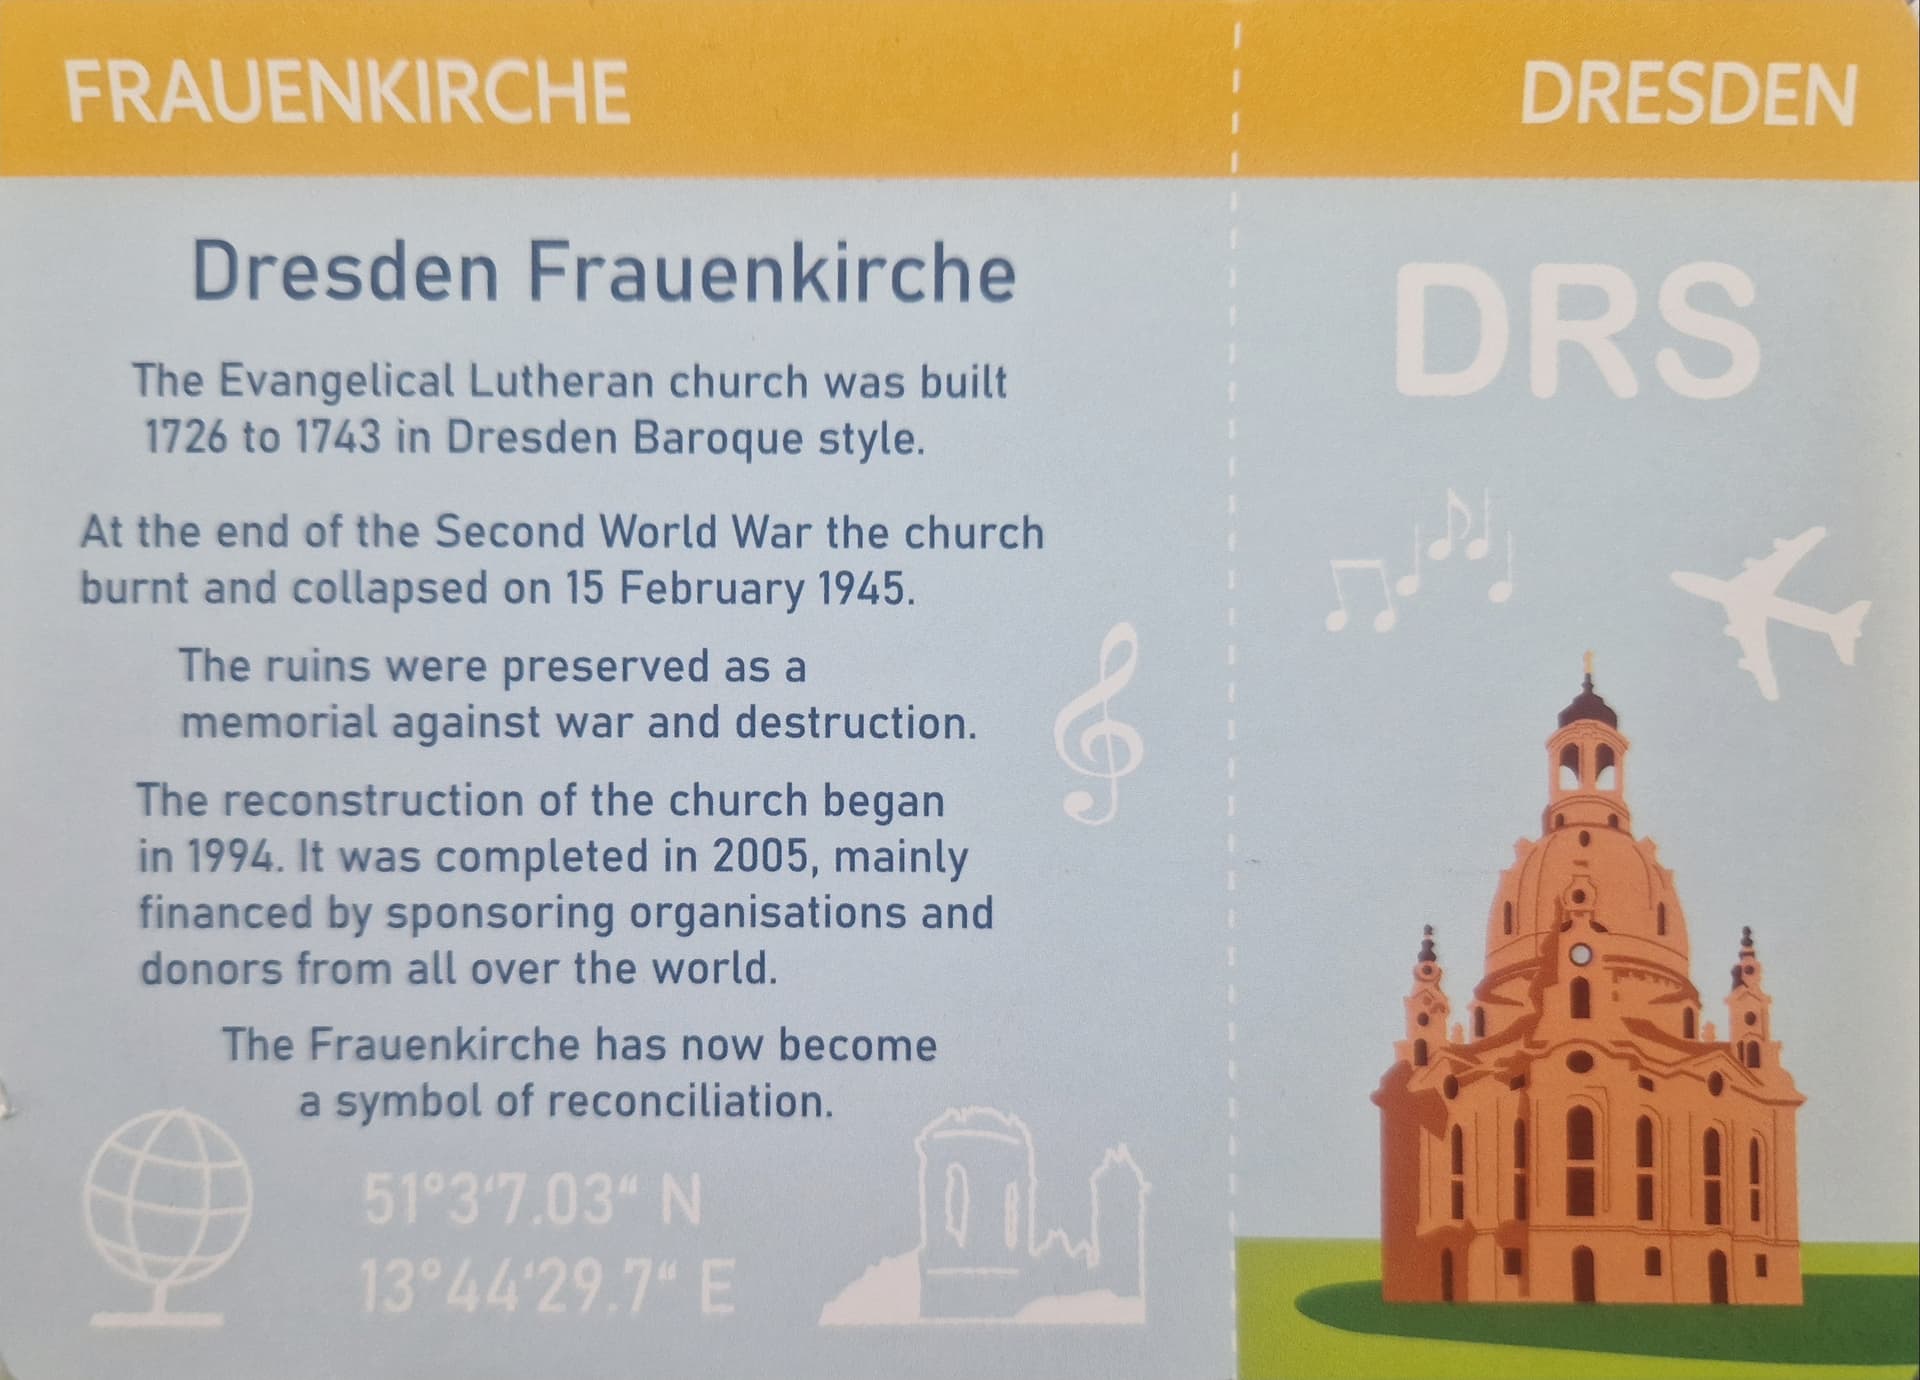 FRAUENKIRCHE
DRESDEN
Dresden Frauenkirche
The Evangelical Lutheran church was built
1726 to 1743 in Dresden Baroque style.
At the end of the Second World War the church
burnt and collapsed on 15 February 1945.
The ruins were preserved as a
memorial against war and destruction.
The reconstruction of the church began
in 1994. It was completed in 2005, mainly
financed by sponsoring organisations and
donors from all over the world.
The Frauenkirche has now become
a symbol of reconciliation.
51°3‘7.03“ N
13°44‘29.7“ E
DRS